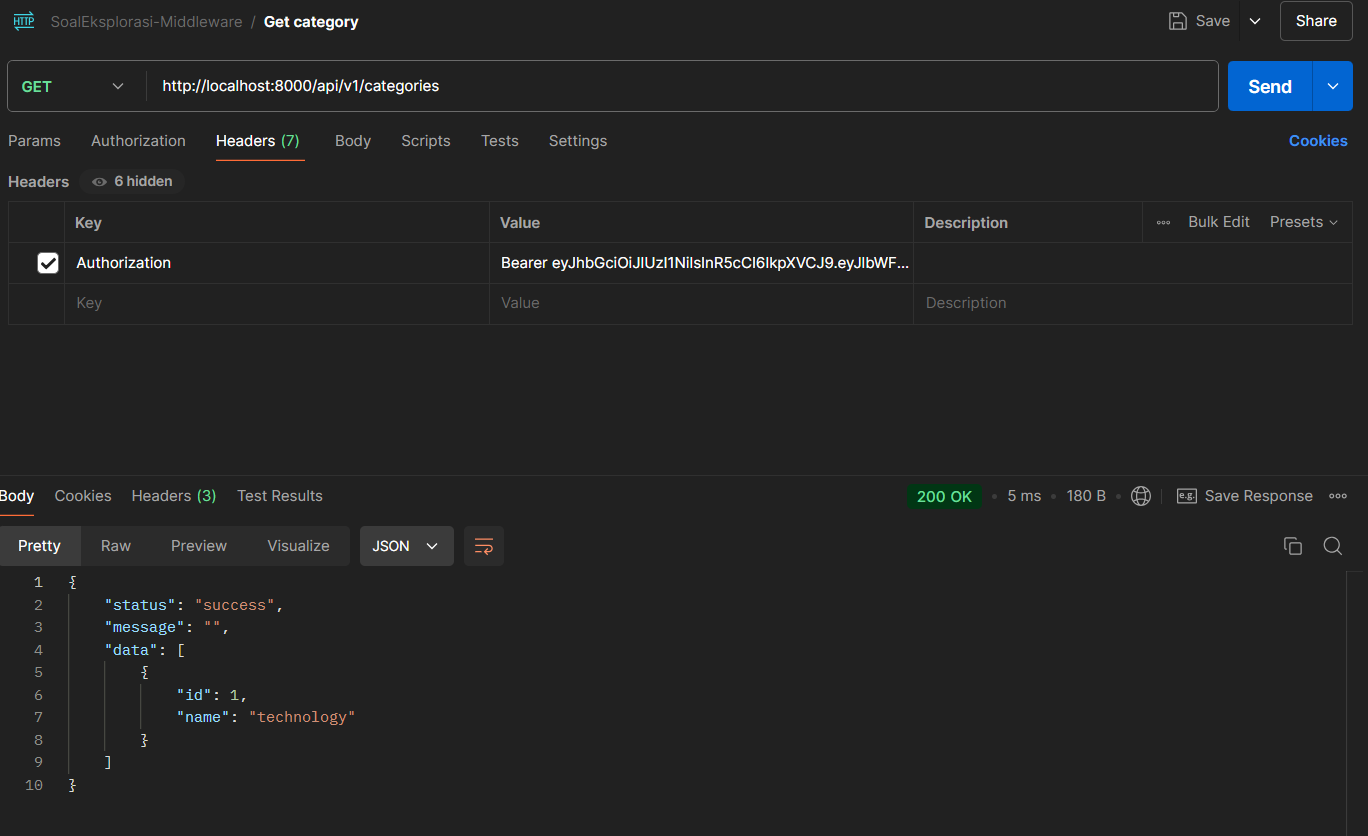 HTTP SoalEksplorasi-Middleware / Get category Save Share
GET http://localhost:8000/api/v1/categories Send
Params Authorization Headers (7) Body Scripts Tests Settings Cookies
Headers 6 hidden
Key Value Description Bulk Edit Presets
Authorization Bearer eyJhbGciOiJIUzI1NiIsInR5cCI6IkpXVCJ9.eyJlbWF...
Key Value Description
Body Cookies Headers (3) Test Results 200 OK • 5 ms • 180 B • e.g. Save Response
Pretty Raw Preview Visualize JSON
1 {
2 "status": "success",
3 "message": "",
4 "data": [
5 {
6 "id": 1,
7 "name": "technology"
8 }
9 ]
10 }